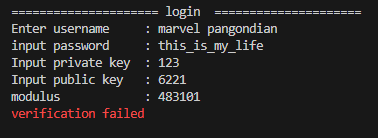 ===================== login =====================
Enter username    : marvel pangondian
input password    : this_is_my_life
Input private key : 123
Input public key  : 6221
modulus           : 483101
verification failed